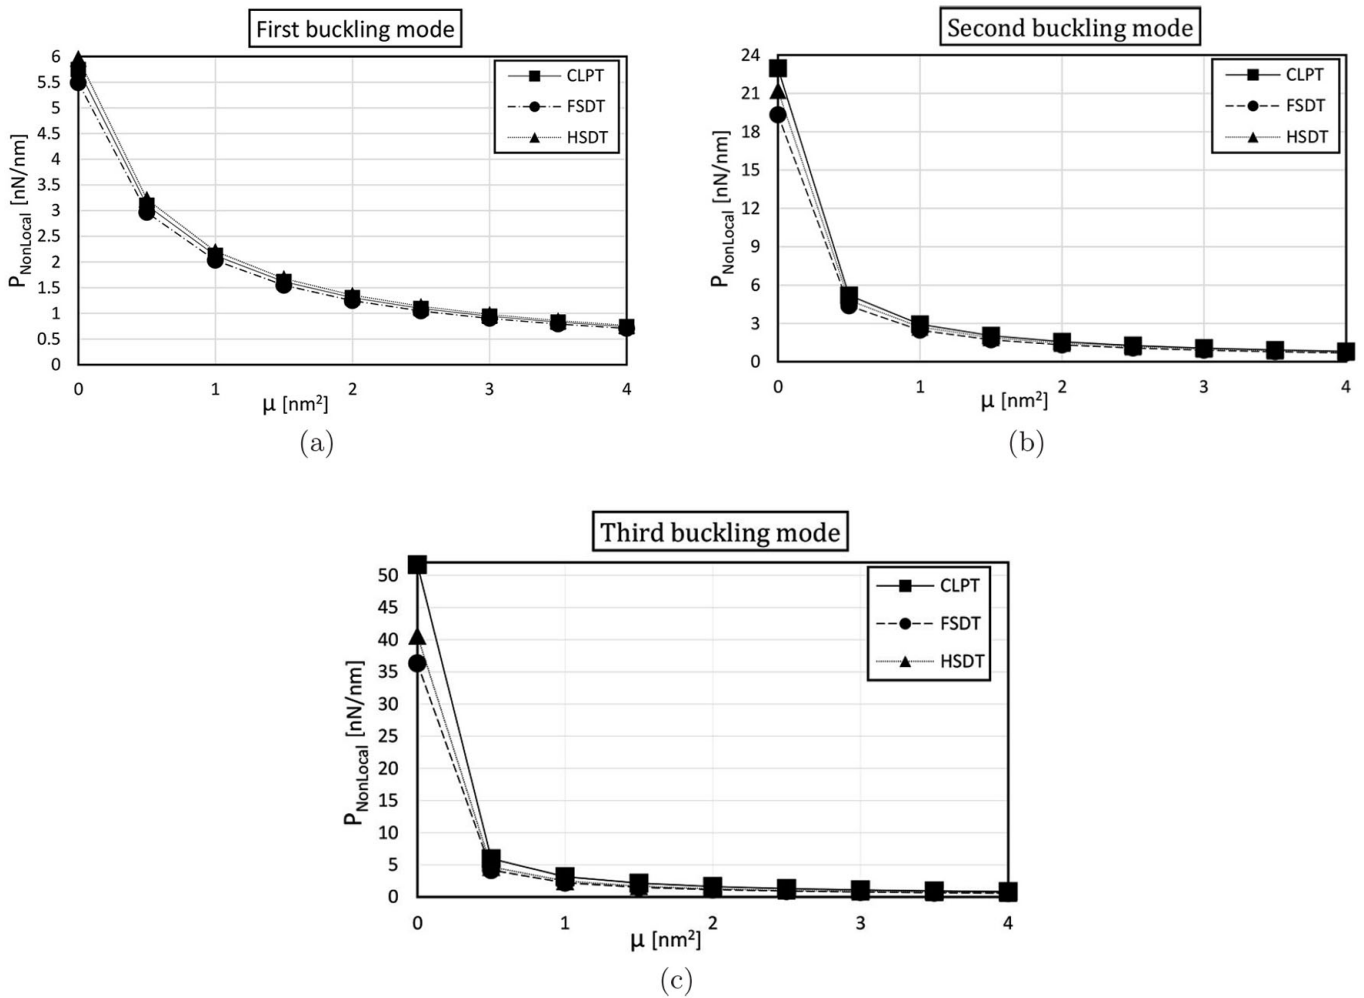 First buckling mode
P_NonLocal [nN/nm]
6
5.5
5
4.5
4
3.5
3
2.5
2
1.5
1
0.5
0
CLPT
FSDT
HSDT
0 1 2 3 4
μ [nm²]
(a)
Second buckling mode
P_NonLocal [nN/nm]
24
21
18
15
12
9
6
3
0
CLPT
FSDT
HSDT
0 1 2 3 4
μ [nm²]
(b)
Third buckling mode
P_NonLocal [nN/nm]
50
45
40
35
30
25
20
15
10
5
0
CLPT
FSDT
HSDT
0 1 2 3 4
μ [nm²]
(c)